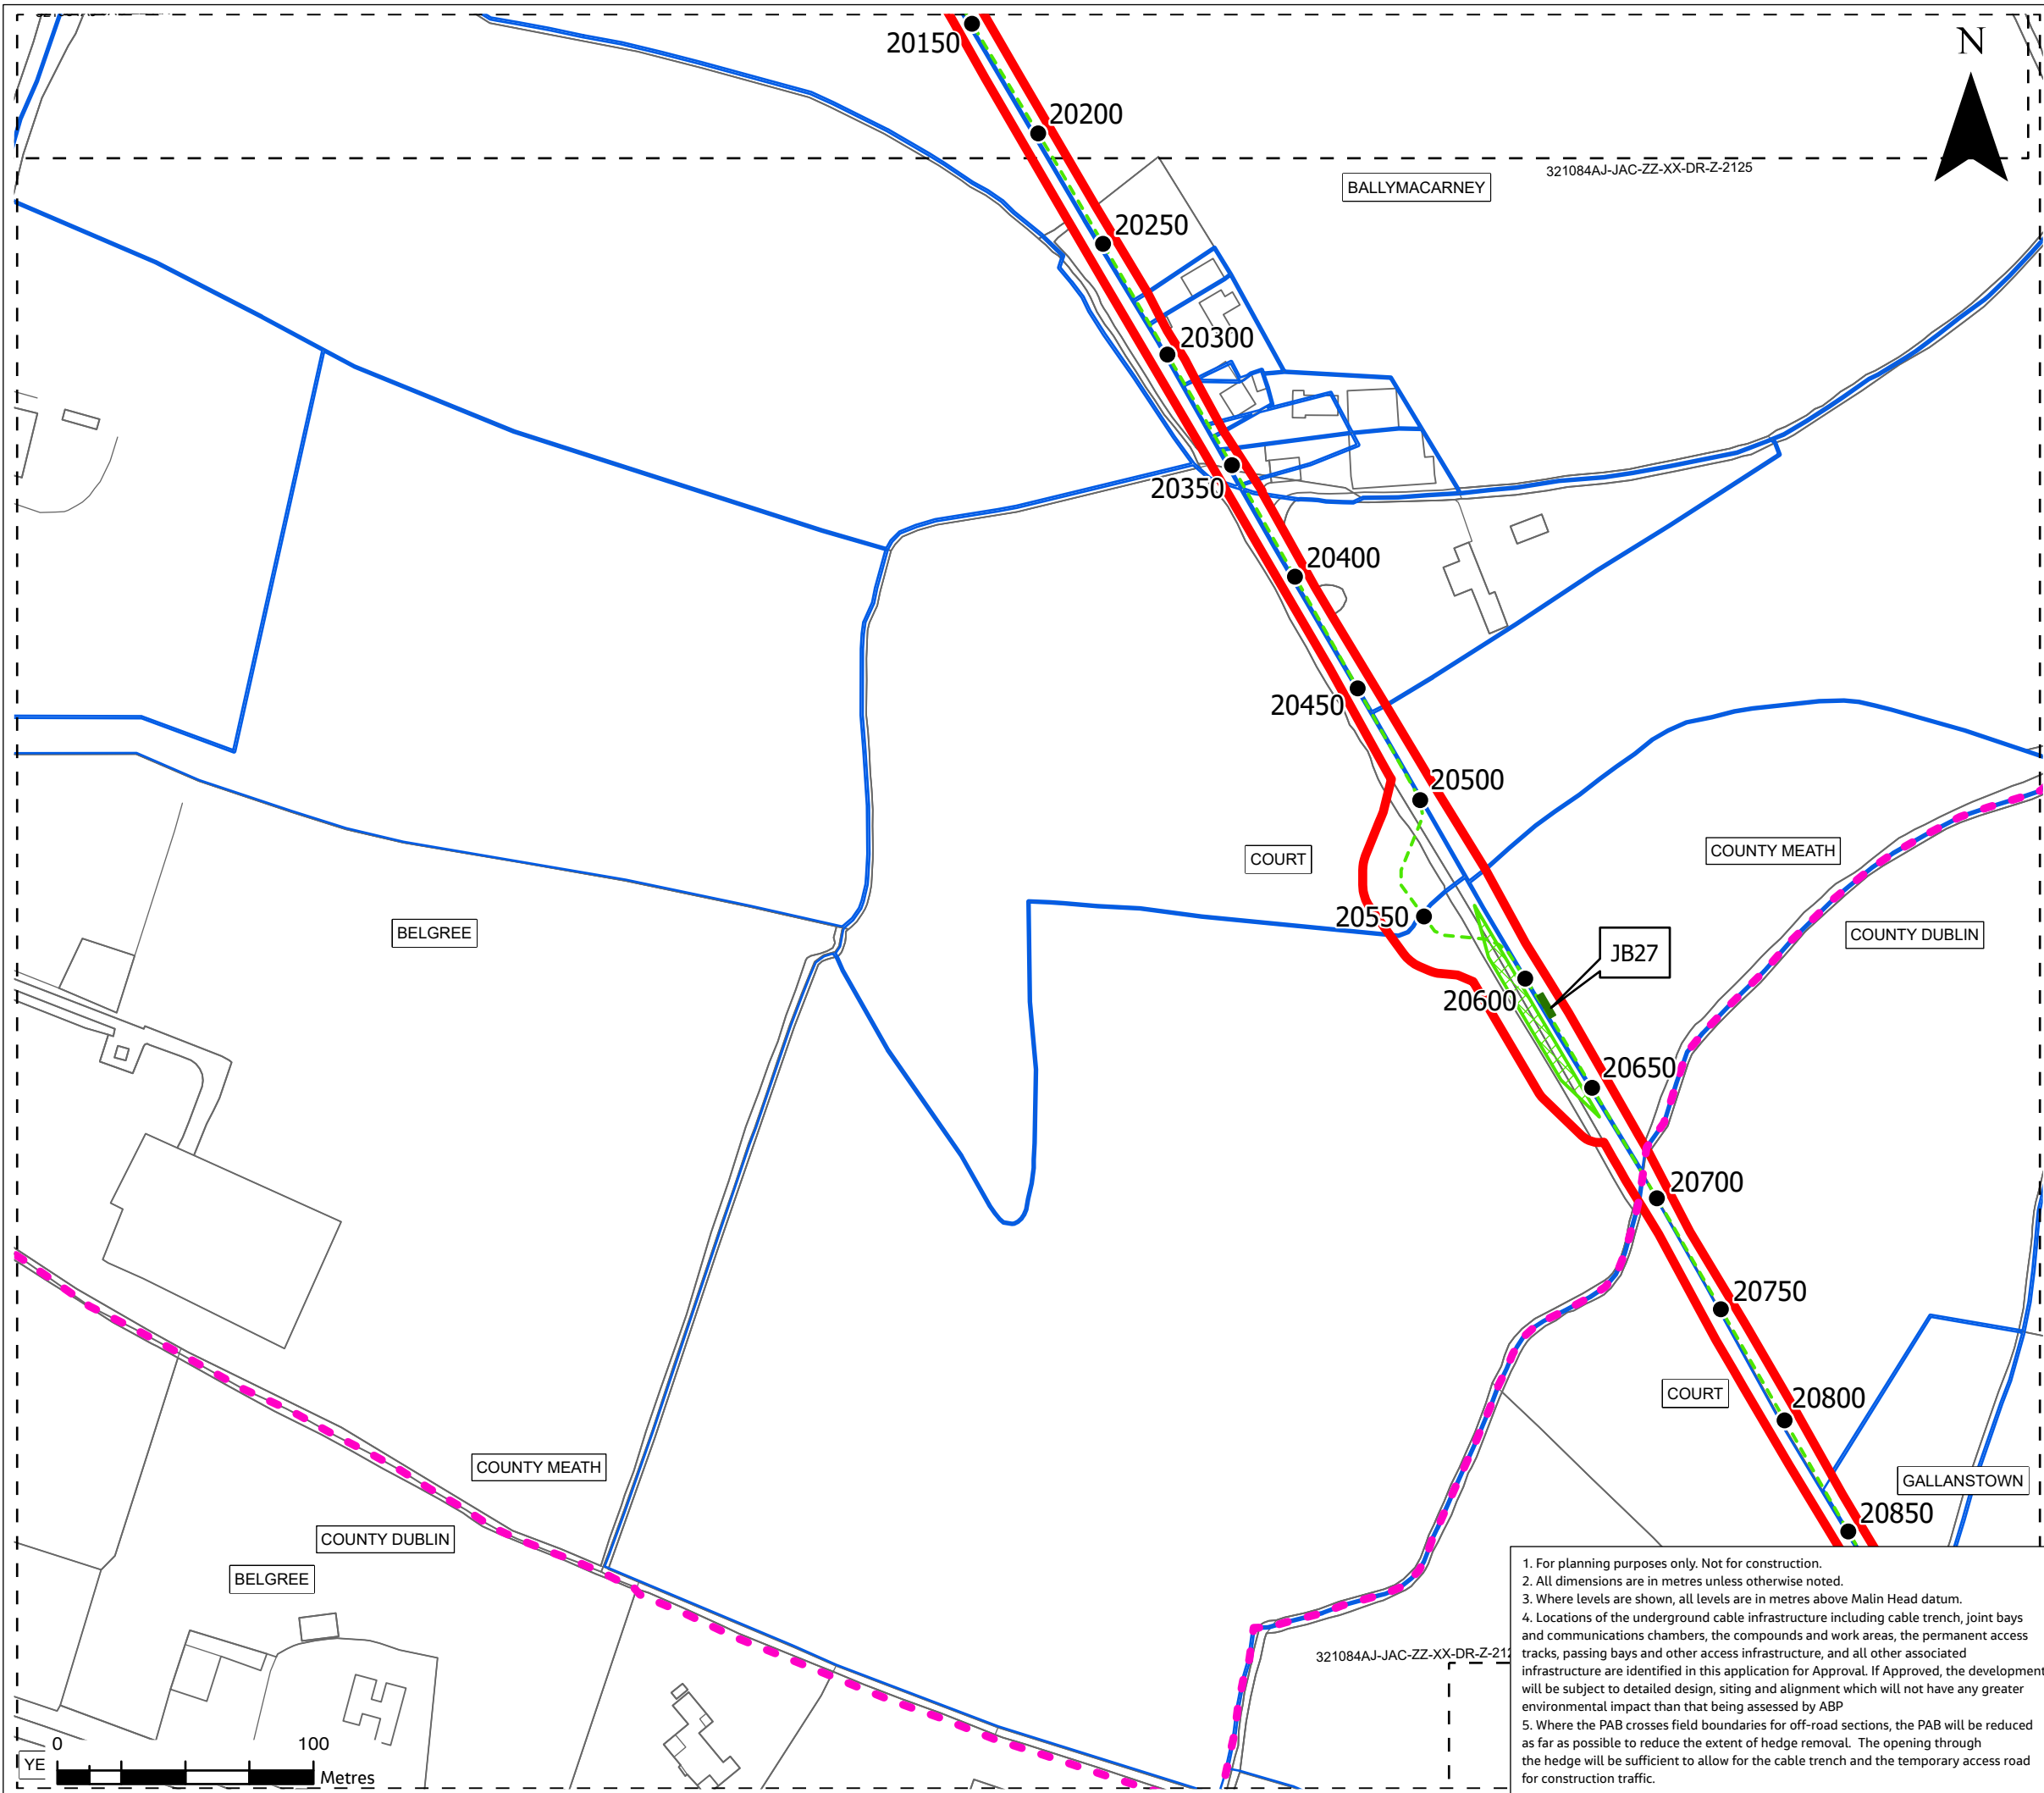 20150
N
20200
321084AJ-JAC-ZZ-XX-DR-Z-2125
BALLYMACARNEY
20250
20300
20350
20400
20450
20500
COUNTY MEATH
COURT
20550
BELGREE
COUNTY DUBLIN
JB27
20600
20650
20700
20750
COURT
20800
COUNTY MEATH
GALLANSTOWN
20850
COUNTY DUBLIN
BELGREE
321084AJ-JAC-ZZ-XX-DR-Z-212
0 100
YE
Metres
1. For planning purposes only. Not for construction.
2. All dimensions are in metres unless otherwise noted.
3. Where levels are shown, all levels are in metres above Malin Head datum.
4. Locations of the underground cable infrastructure including cable trench, joint bays
and communications chambers, the compounds and work areas, the permanent access
tracks, passing bays and other access infrastructure, and all other associated
infrastructure are identified in this application for Approval. If Approved, the development
will be subject to detailed design, siting and alignment which will not have any greater
environmental impact than that being assessed by ABP
5. Where the PAB crosses field boundaries for off-road sections, the PAB will be reduced
as far as possible to reduce the extent of hedge removal. The opening through
the hedge will be sufficient to allow for the cable trench and the temporary access road
for construction traffic.